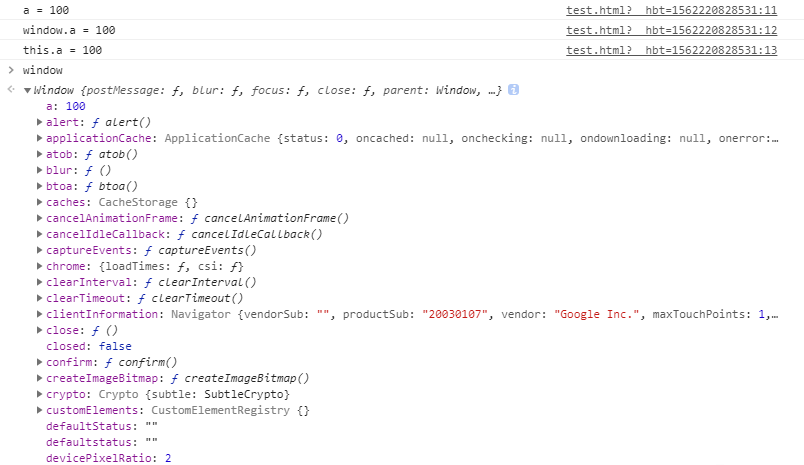 a = 100 test.html?__hbt=1562220828531:11
window.a = 100 test.html?__hbt=1562220828531:12
this.a = 100 test.html?__hbt=1562220828531:13
> window
Window {postMessage: ƒ, blur: ƒ, focus: ƒ, close: ƒ, parent: Window, …} i
a: 100
alert: ƒ alert()
applicationCache: ApplicationCache {status: 0, oncached: null, onchecking: null, ondownloading: null, onerror:…
atob: ƒ atob()
blur: ƒ ()
btoa: ƒ btoa()
caches: CacheStorage {}
cancelAnimationFrame: ƒ cancelAnimationFrame()
cancelIdleCallback: ƒ cancelIdleCallback()
captureEvents: ƒ captureEvents()
chrome: {loadTimes: ƒ, csi: ƒ}
clearInterval: ƒ clearInterval()
clearTimeout: ƒ clearTimeout()
clientInformation: Navigator {vendorSub: "", productSub: "20030107", vendor: "Google Inc.", maxTouchPoints: 1,…
close: ƒ ()
closed: false
confirm: ƒ confirm()
createImageBitmap: ƒ createImageBitmap()
crypto: Crypto {subtle: SubtleCrypto}
customElements: CustomElementRegistry {}
defaultStatus: ""
defaultstatus: ""
devicePixelRatio: 2